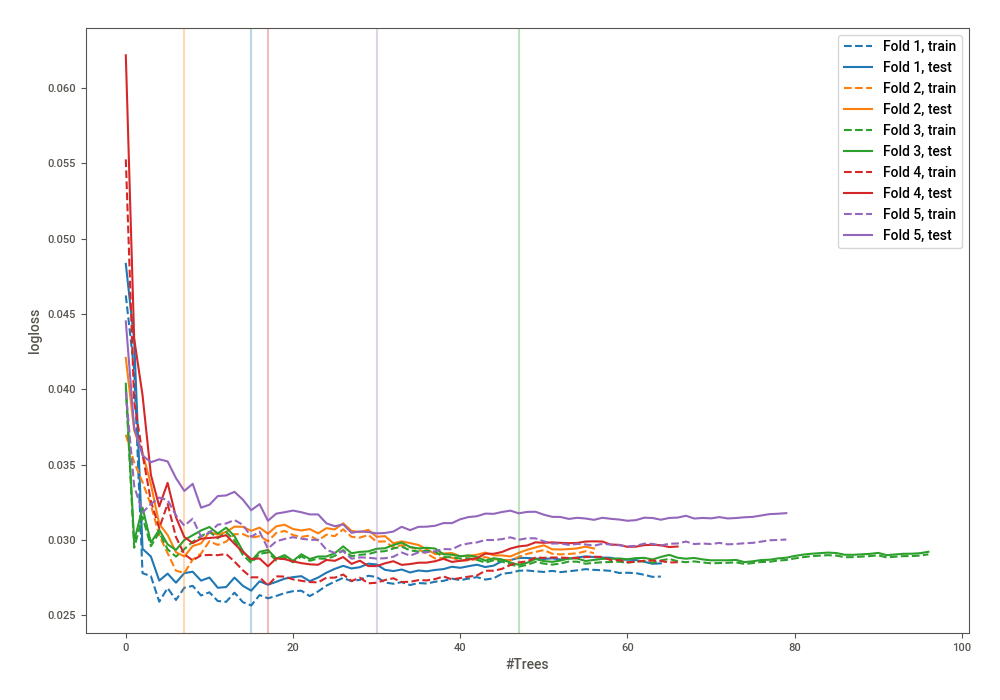 Fold 1, train
Fold 1, test
Fold 2, train
Fold 2, test
Fold 3, train
Fold 3, test
Fold 4, train
Fold 4, test
Fold 5, train
Fold 5, test
0.060
0.055
0.050
0.045
0.040
0.035
0.030
0.025
logloss
0 20 40 60 80 100
#Trees